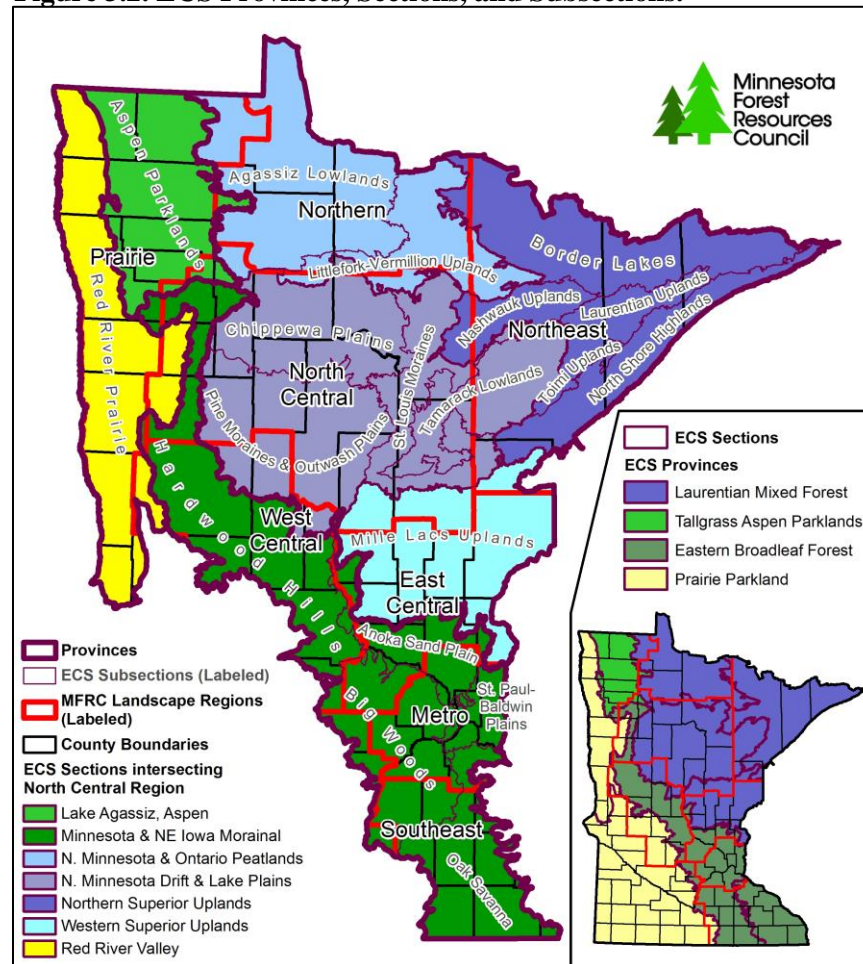 Figure 3.2. ECS Provinces, Sections, and Subsections.
Minnesota
Forest
Resources
Council
Aspen Parklands
Agassiz Lowlands
Northern
Prairie
Littlefork-Vermillion Uplands
Border Lakes
Red River Prairie
Nashwauk Uplands
Laurentian Uplands
Northeast
Chippewa Plains
North
Central
St. Louis Moraines
Toimi Uplands
North Shore Highlands
Tamarack Lowlands
Pine Moraines & Outwash Plains
Hardwood Hills
West
Central
Mille Lacs Uplands
East
Central
Anoka Sand Plain
Big Woods
Metro
St. Paul-
Baldwin
Plains
Southeast
Oak Savanna
Provinces
ECS Subsections (Labeled)
MFRC Landscape Regions
(Labeled)
County Boundaries
ECS Sections intersecting
North Central Region
Lake Agassiz, Aspen
Minnesota & NE Iowa Morainal
N. Minnesota & Ontario Peatlands
N. Minnesota Drift & Lake Plains
Northern Superior Uplands
Western Superior Uplands
Red River Valley
ECS Sections
ECS Provinces
Laurentian Mixed Forest
Tallgrass Aspen Parklands
Eastern Broadleaf Forest
Prairie Parkland